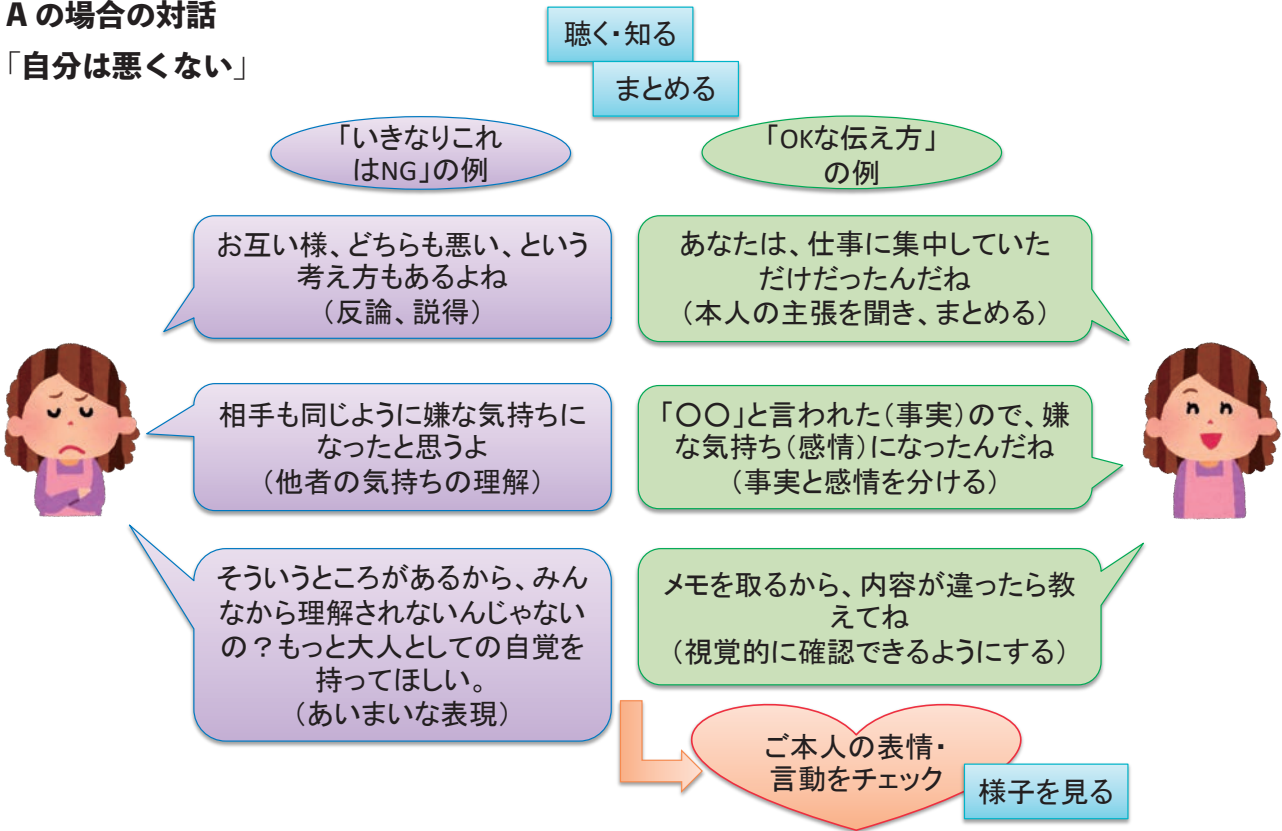 Aの場合の対話
「自分は悪くない」
聴く・知る
まとめる
「いきなりこれ
はNG」の例
「OKな伝え方」
の例
お互い様、どちらも悪い、という
考え方もあるよね
（反論、説得）
あなたは、仕事に集中していた
だけだったんだね
（本人の主張を聞き、まとめる）
相手も同じように嫌な気持ちに
なったと思うよ
（他者の気持ちの理解）
「〇〇」と言われた（事実）ので、嫌
な気持ち（感情）になったんだね
（事実と感情を分ける）
そういうところがあるから、みん
なから理解されないんじゃない
の？もっと大人としての自覚を
持ってほしい。
（あいまいな表現）
メモを取るから、内容が違ったら教
えてね
（視覚的に確認できるようにする）
ご本人の表情・
言動をチェック
様子を見る